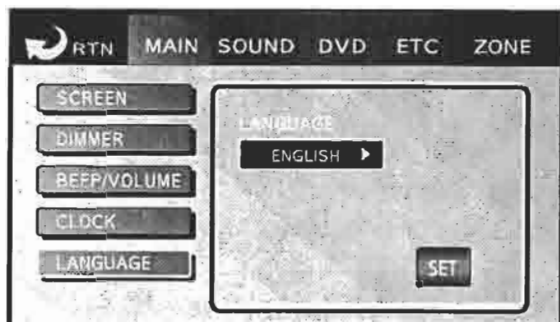 RTN MAIN SOUND DVD ETC ZONE
SCREEN
DIMMER
BEEP/VOLUME
CLOCK
LANGUAGE
LANGUAGE
ENGLISH
SET